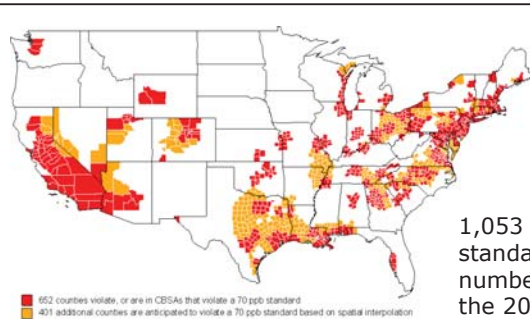 1,053
standa
numbe
the 20
652 counties violate, or are in CBSAs that violate a 70 ppb standard
401 additional counties are anticipated to violate a 70 ppb standard based on spatial interpolation